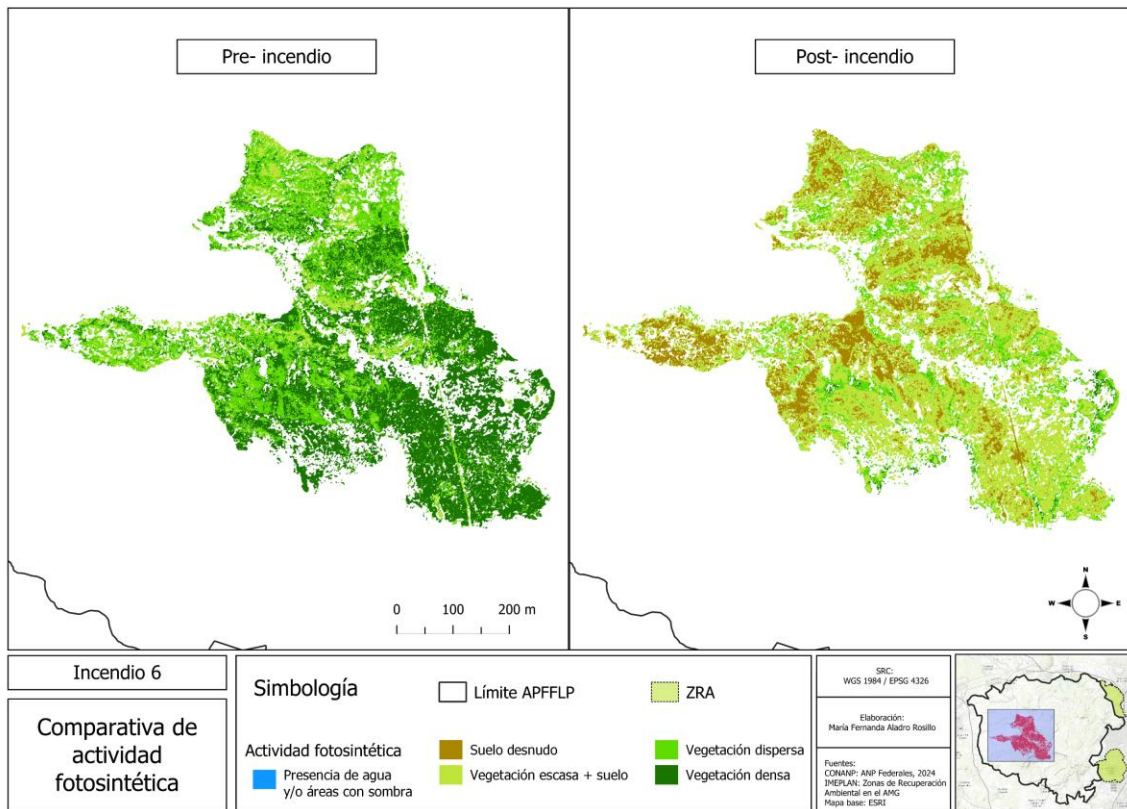 Pre- incendio
Post- incendio
0 100 200 m
N
W E
S
Incendio 6
Comparativa de
actividad
fotosintética
Simbología
Límite APFFLP
ZRA
Actividad fotosintética
Presencia de agua
y/o áreas con sombra
Suelo desnudo
Vegetación escasa + suelo
Vegetación dispersa
Vegetación densa
SRC:
WGS 1984 / EPSG 4326
Elaboración:
María Fernanda Aladro Rosillo
Fuentes:
CONANP: ANP Federales, 2024
IMEPLAN: Zonas de Recuperación
Ambiental en el AMG
Mapa base: ESRI